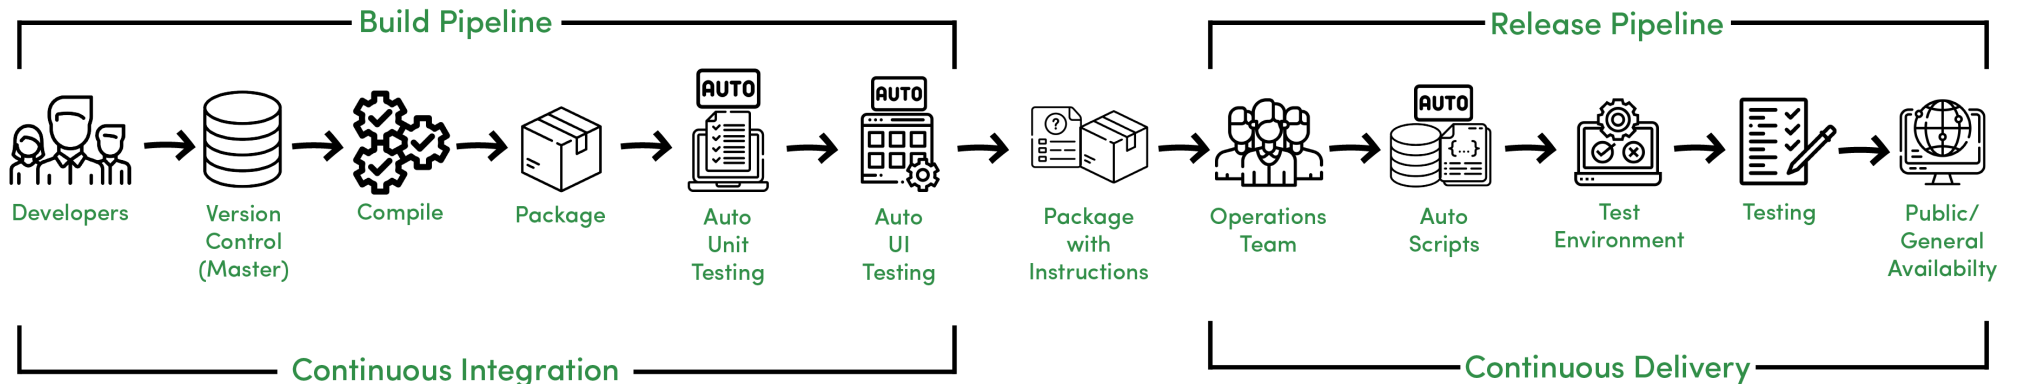 Build Pipeline
Release Pipeline
AUTO
AUTO
AUTO
?
{...}
Developers
Version
Control
(Master)
Compile
Package
Auto
Unit
Testing
Auto
UI
Testing
Package
with
Instructions
Operations
Team
Auto
Scripts
Test
Environment
Testing
Public/
General
Availabilty
Continuous Integration
Continuous Delivery